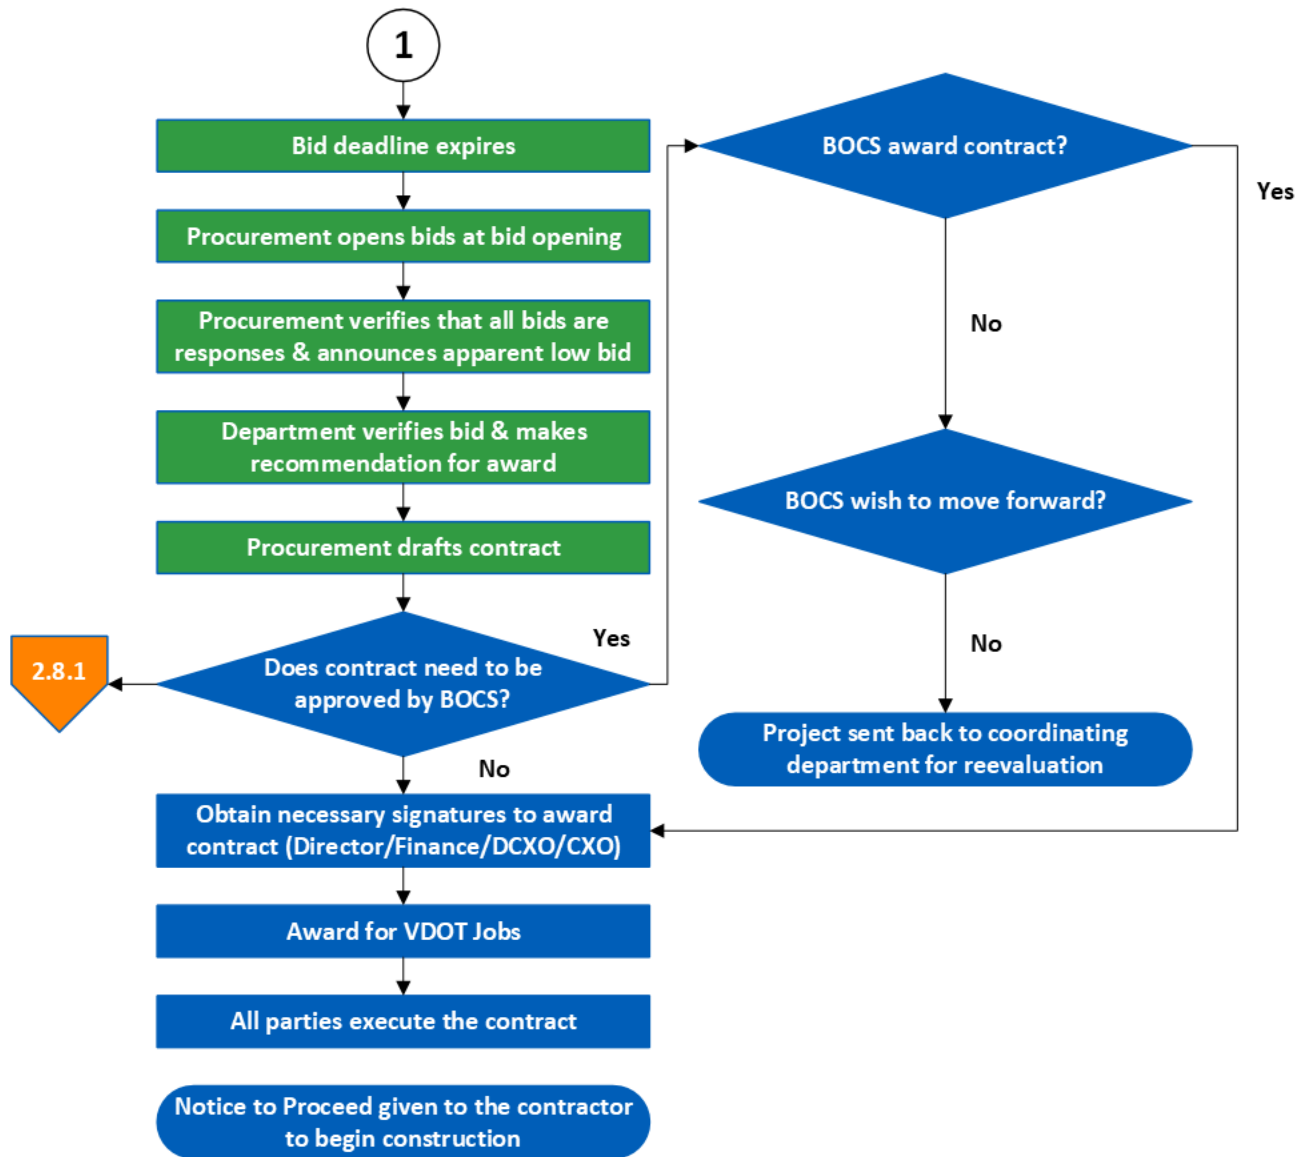 1
Bid deadline expires
Procurement opens bids at bid opening
Procurement verifies that all bids are
responses & announces apparent low bid
Department verifies bid & makes
recommendation for award
Procurement drafts contract
Does contract need to be
approved by BOCS?
Yes
2.8.1
No
Obtain necessary signatures to award
contract (Director/Finance/DCXO/CXO)
Award for VDOT Jobs
All parties execute the contract
Notice to Proceed given to the contractor
to begin construction
BOCS award contract?
Yes
No
BOCS wish to move forward?
No
Project sent back to coordinating
department for reevaluation